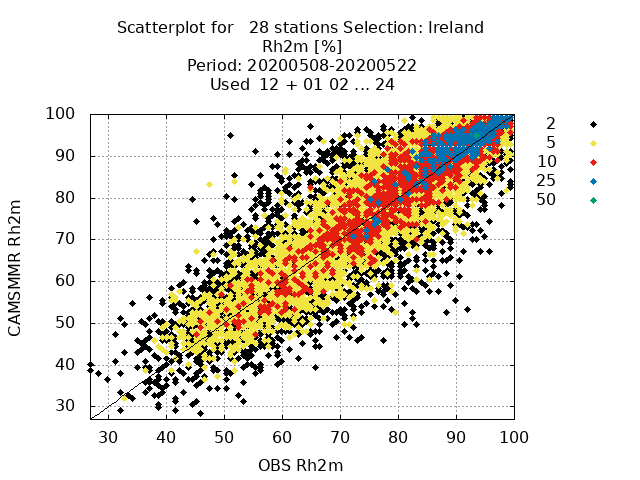 Scatterplot for   28 stations Selection: Ireland
Rh2m [%]
Period: 20200508-20200522
Used  12 + 01 02 ... 24
100
90
80
70
60
50
40
30
CAMSMMR Rh2m
30 40 50 60 70 80 90 100
OBS Rh2m
2
5
10
25
50